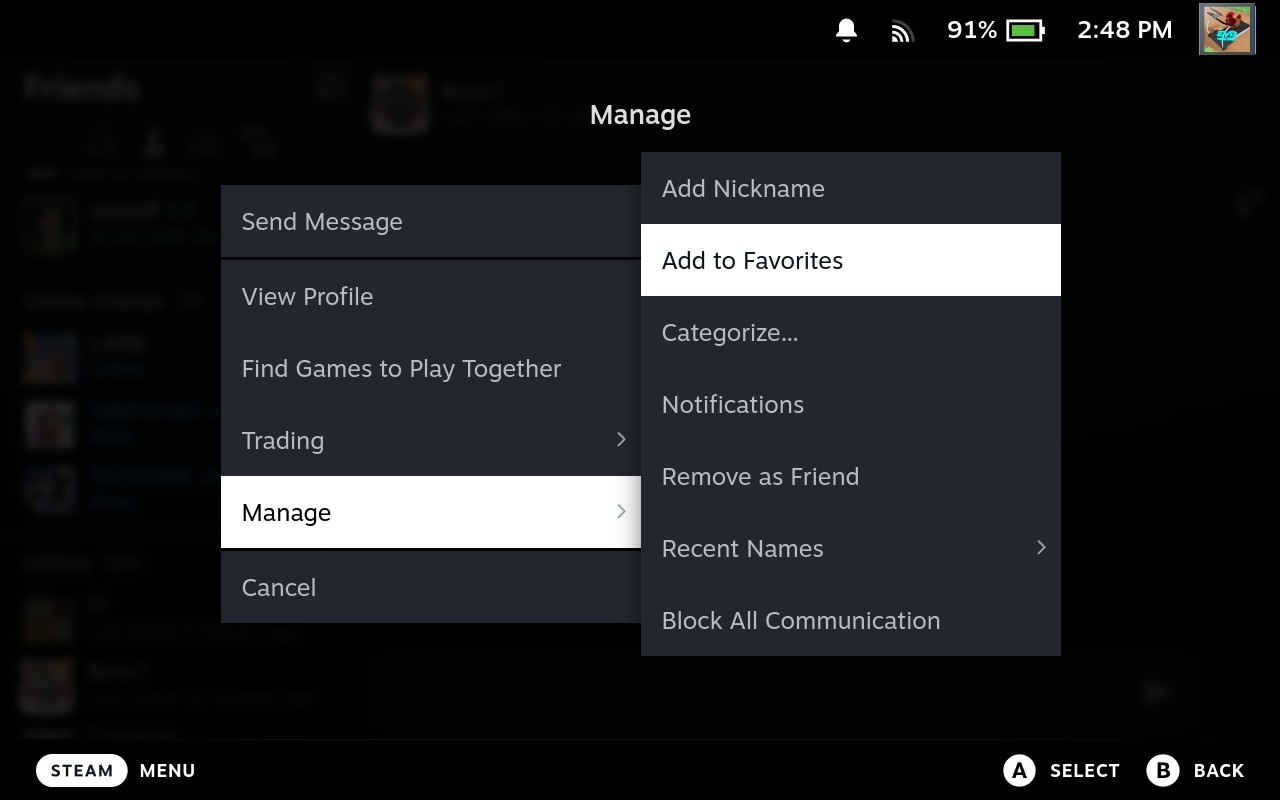 91%
2:48 PM
Friends
Manage
Send Message
View Profile
Find Games to Play Together
Trading
Manage
Cancel
Add Nickname
Add to Favorites
Categorize...
Notifications
Remove as Friend
Recent Names
Block All Communication
STEAM MENU
A SELECT
B BACK